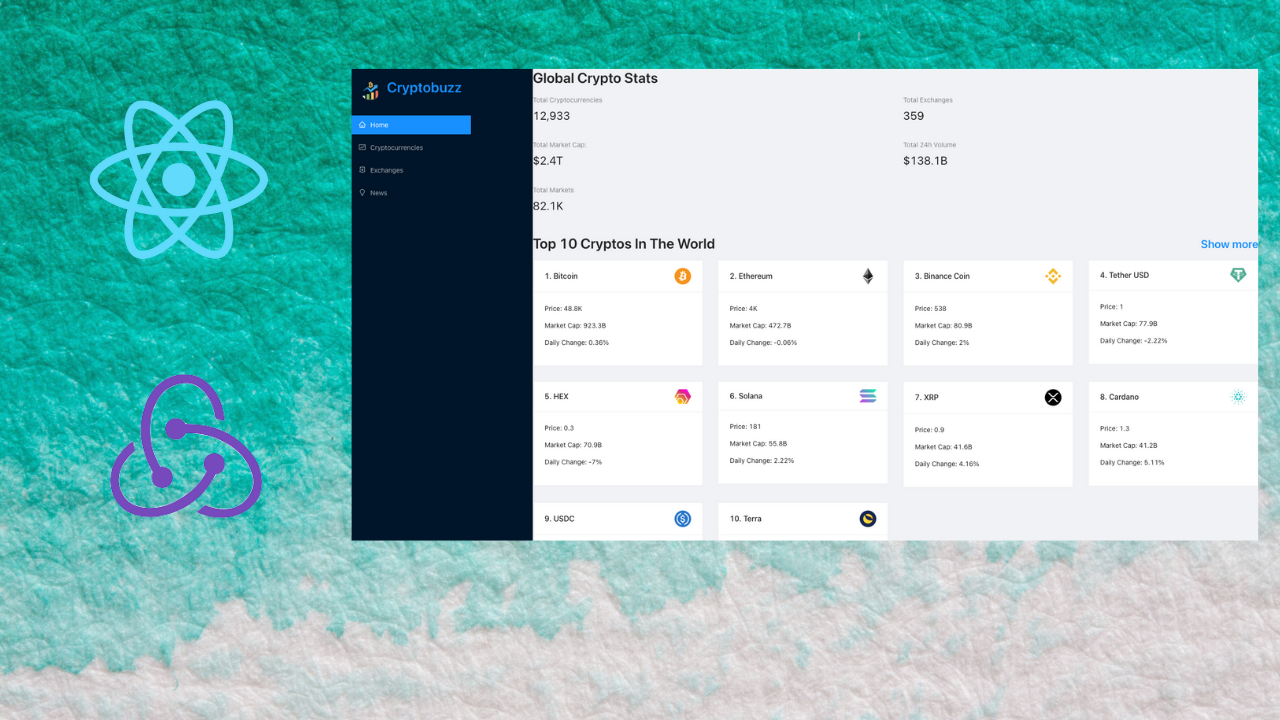 Cryptobuzz
Home
Cryptocurrencies
Exchanges
News
Global Crypto Stats
Total Cryptocurrencies
12,933
Total Exchanges
359
Total Market Cap:
$2.4T
Total 24h Volume
$138.1B
Total Markets
82.1K
Top 10 Cryptos In The World
Show more
1. Bitcoin
Price: 48.8K
Market Cap: 923.3B
Daily Change: 0.36%
2. Ethereum
Price: 4K
Market Cap: 472.7B
Daily Change: -0.06%
3. Binance Coin
Price: 538
Market Cap: 80.9B
Daily Change: 2%
4. Tether USD
Price: 1
Market Cap: 77.9B
Daily Change: -2.22%
5. HEX
Price: 0.3
Market Cap: 70.9B
Daily Change: -7%
6. Solana
Price: 181
Market Cap: 55.8B
Daily Change: 2.22%
7. XRP
Price: 0.9
Market Cap: 41.6B
Daily Change: 4.16%
8. Cardano
Price: 1.3
Market Cap: 41.2B
Daily Change: 5.11%
9. USDC
10. Terra